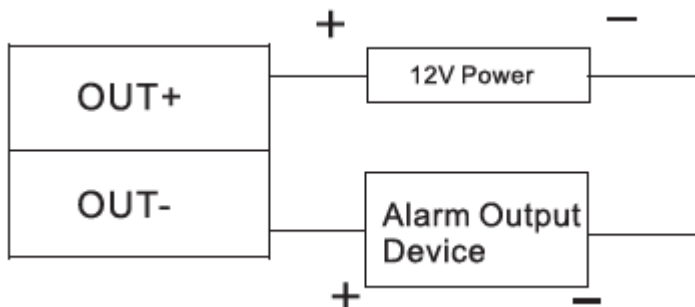 + −
OUT+ 12V Power
OUT- Alarm Output
Device
+ −